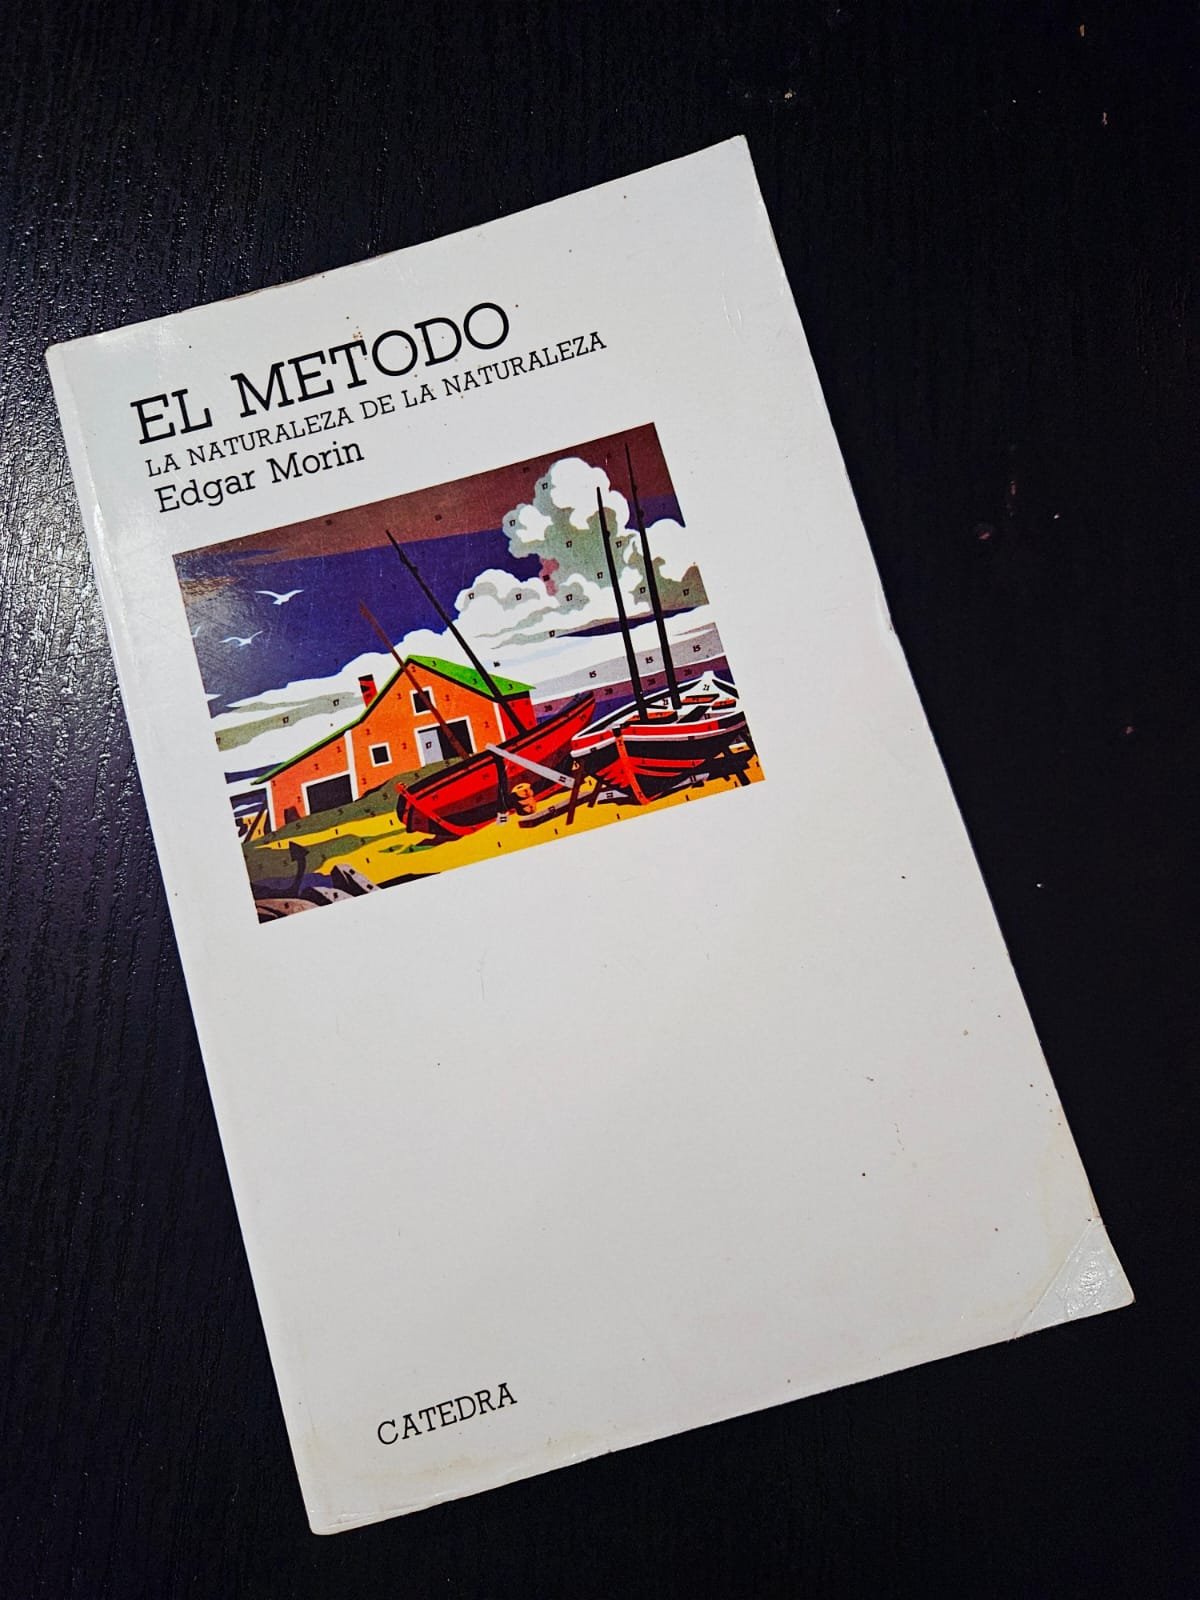 EL METODO
LA NATURALEZA DE LA NATURALEZA
Edgar Morin
CATEDRA